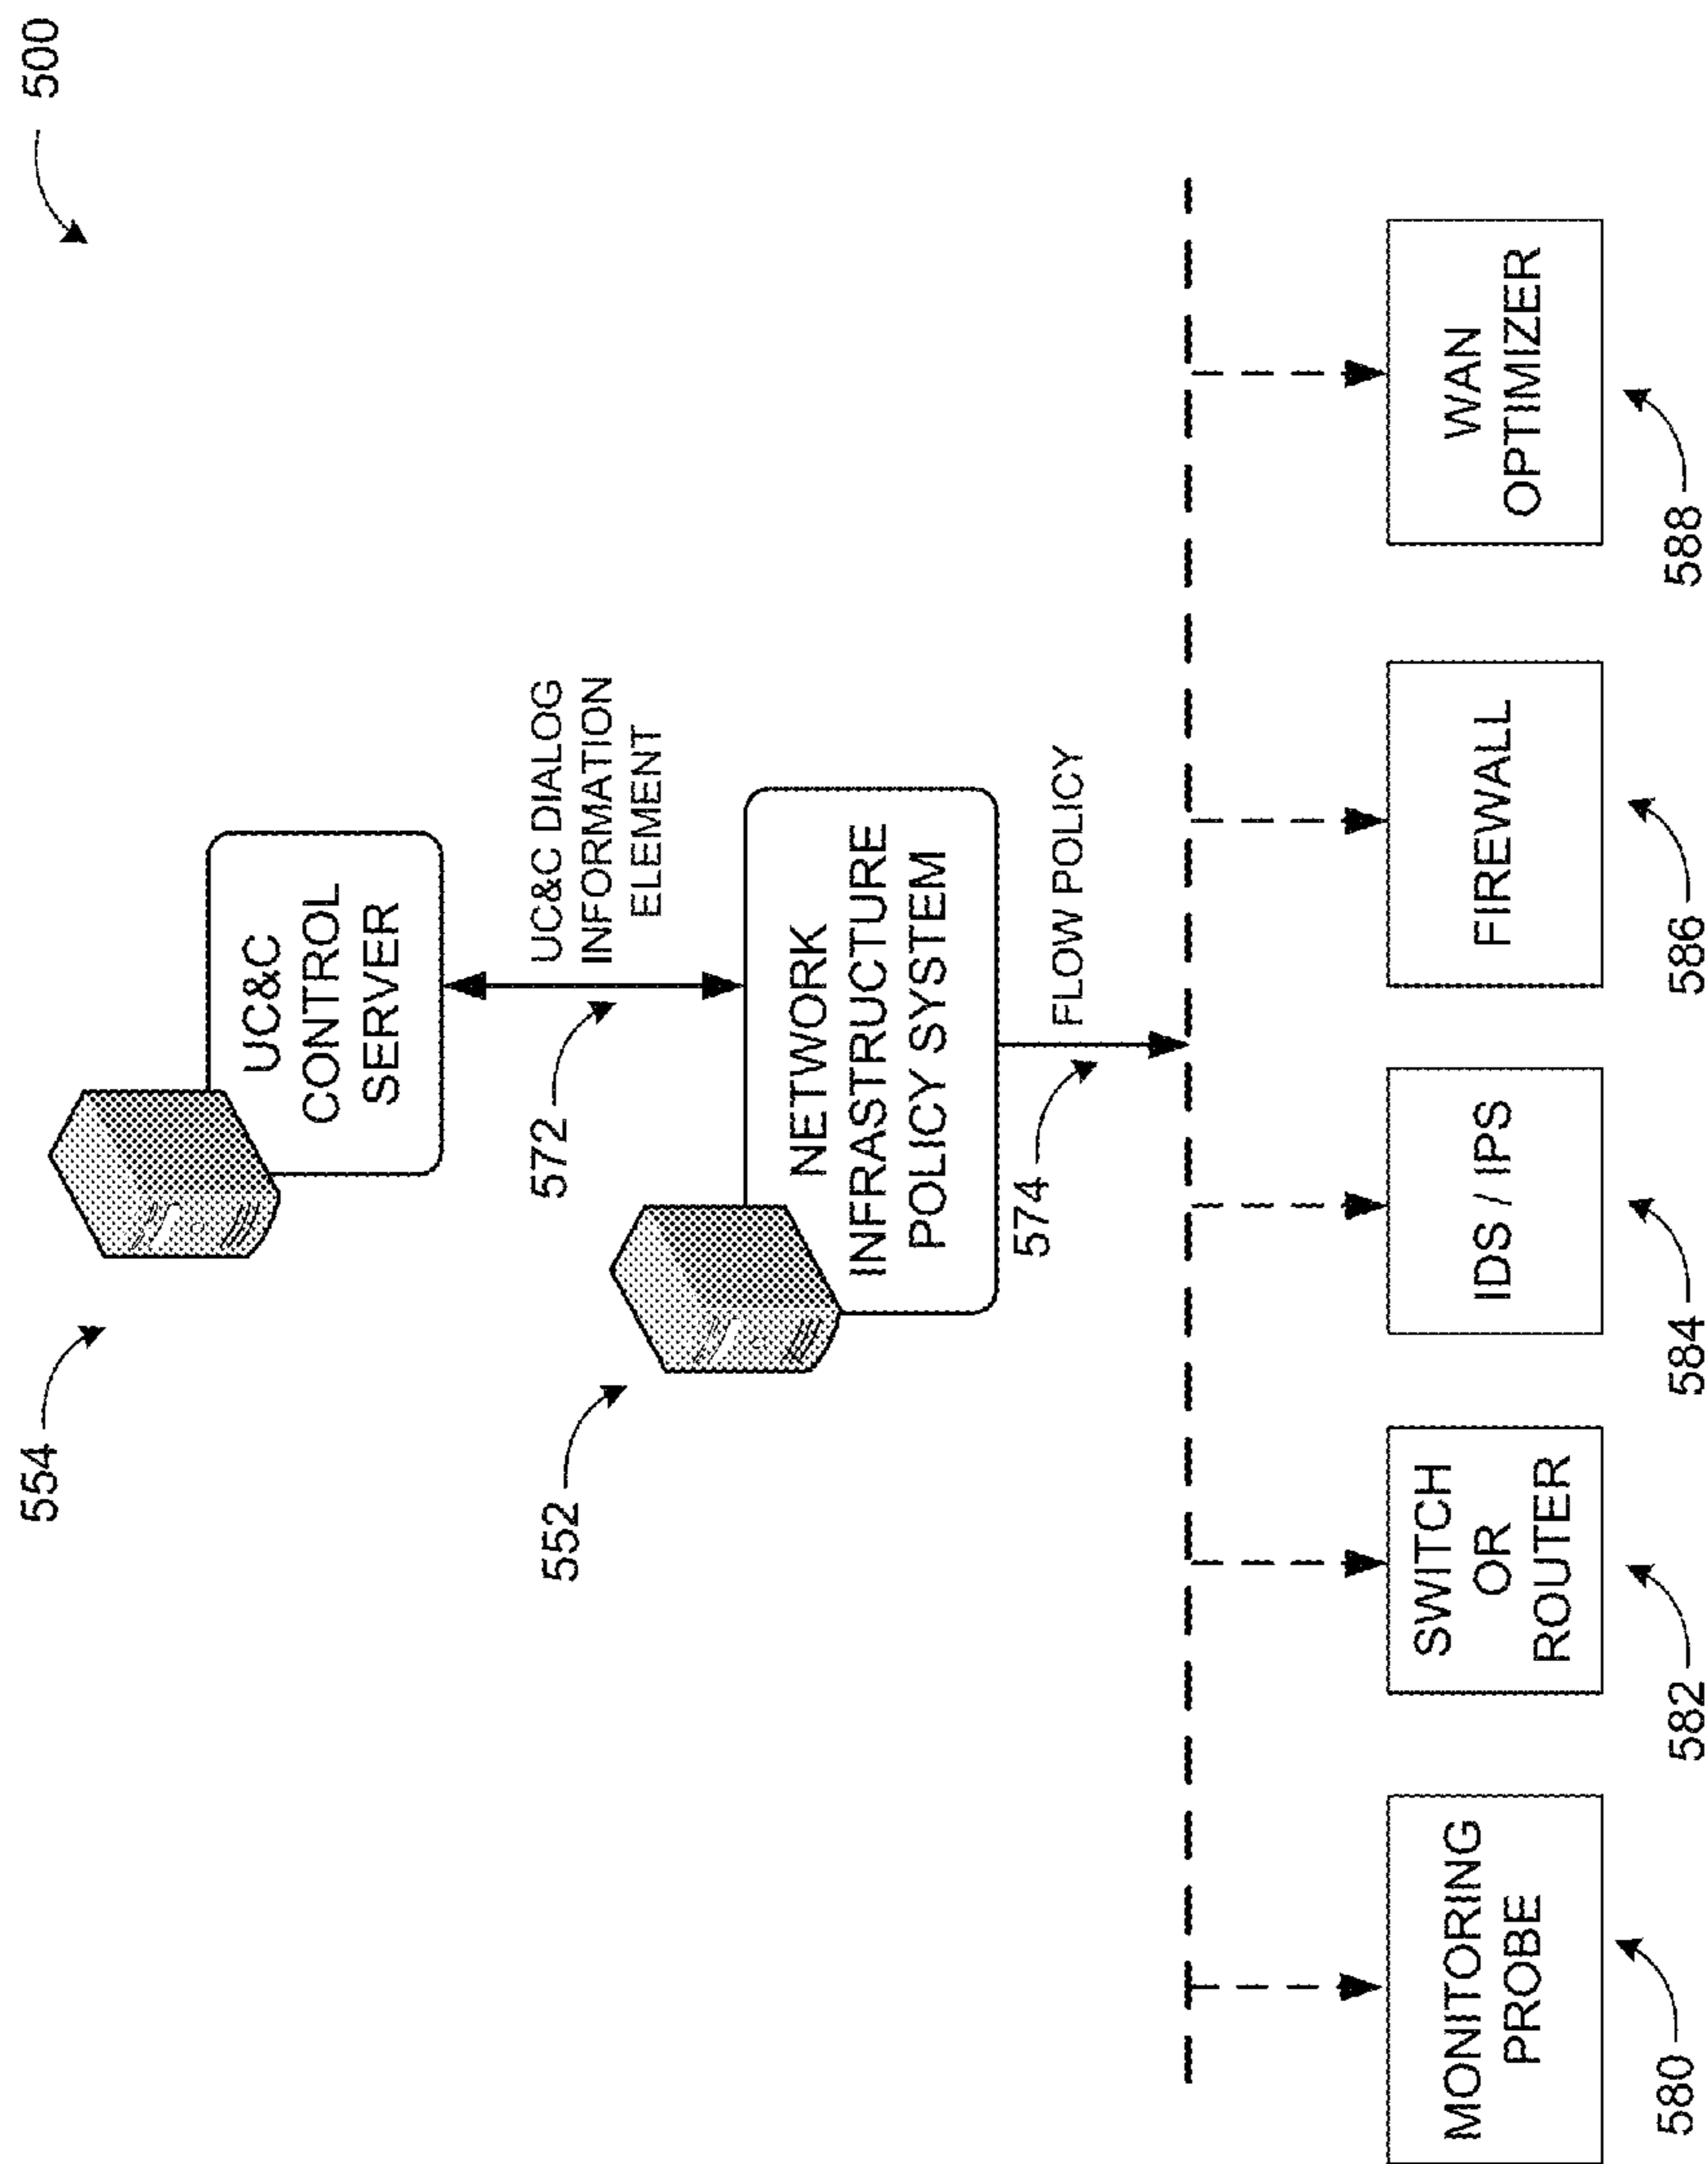 500
554
UC&C
CONTROL
SERVER
572
UC&C DIALOG
INFORMATION
ELEMENT
552
NETWORK
INFRASTRUCTURE
POLICY SYSTEM
574
FLOW POLICY
MONITORING
PROBE
SWITCH
OR
ROUTER
IDS / IPS
FIREWALL
WAN
OPTIMIZER
580
582
584
586
588